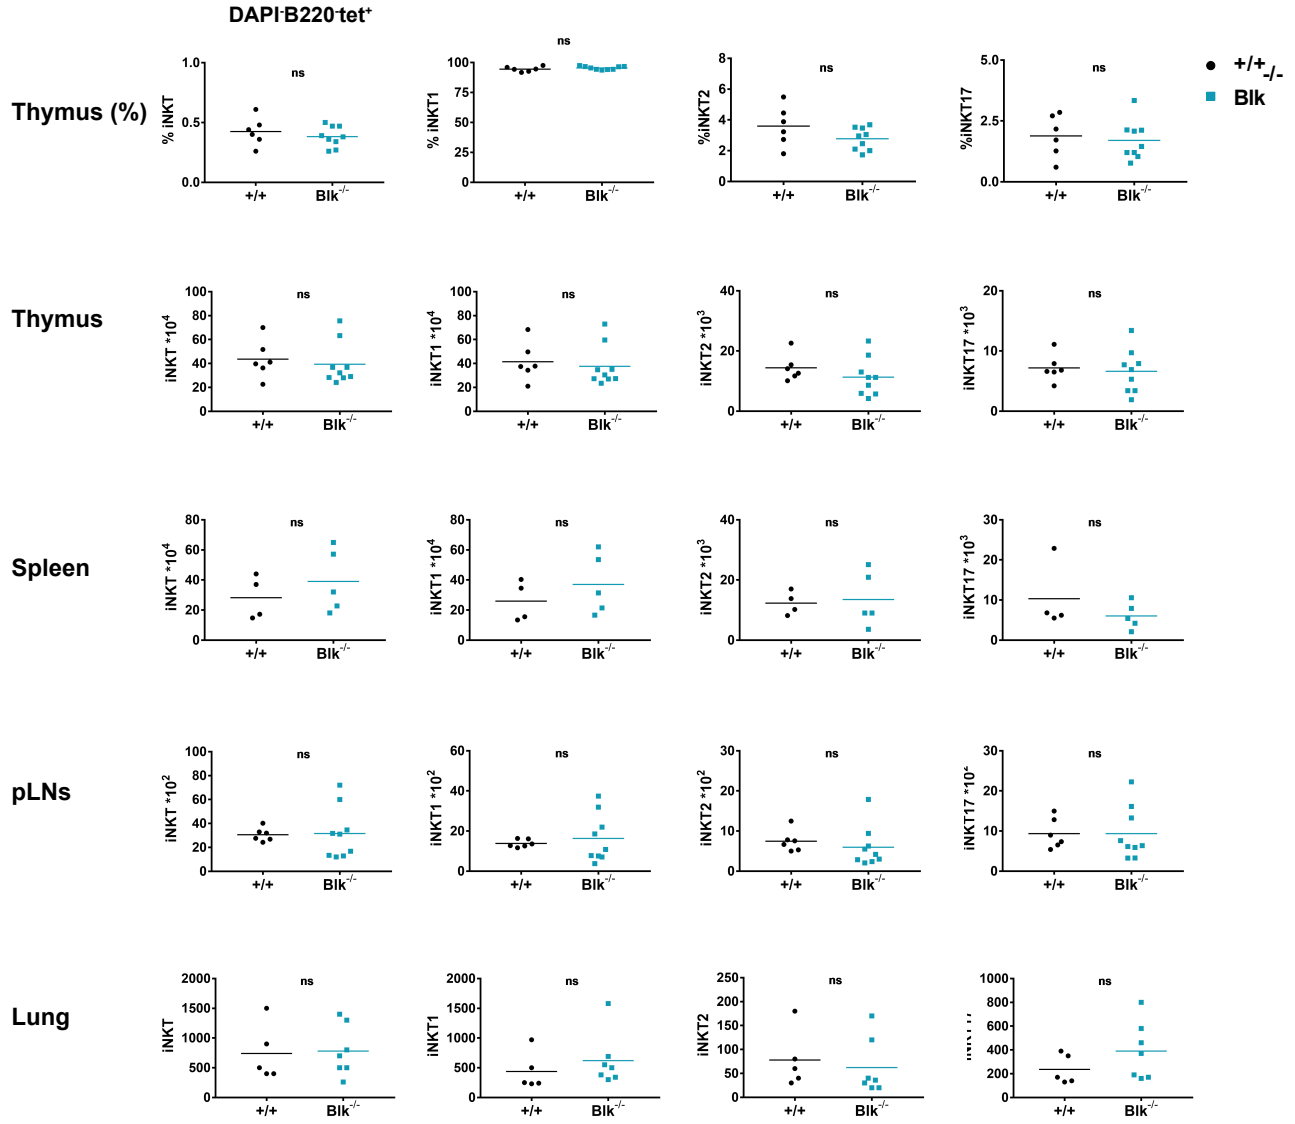 DAPI⁻B220⁻tet⁺
+/+
-/-
Blk
Thymus (%)
% iNKT
1.0
0.5
0.0
ns
+/+ Blk⁻/⁻
% iNKT1
100
75
50
25
0
ns
+/+ Blk⁻/⁻
%iNKT2
8
6
4
2
0
ns
+/+ Blk⁻/⁻
%iNKT17
5.0
2.5
0.0
ns
+/+ Blk⁻/⁻
Thymus
iNKT *10⁴
100
80
60
40
20
0
ns
+/+ Blk⁻/⁻
iNKT1 *10⁴
100
80
60
40
20
0
ns
+/+ Blk⁻/⁻
iNKT2 *10³
40
20
0
ns
+/+ Blk⁻/⁻
iNKT17 *10³
20
10
0
ns
+/+ Blk⁻/⁻
Spleen
iNKT *10⁴
80
60
40
20
0
ns
+/+ Blk⁻/⁻
iNKT1 *10⁴
80
60
40
20
0
ns
+/+ Blk⁻/⁻
iNKT2 *10³
40
20
0
ns
+/+ Blk⁻/⁻
iNKT17 *10³
30
20
10
0
ns
+/+ Blk⁻/⁻
pLNs
iNKT *10²
100
80
60
40
20
0
ns
+/+ Blk⁻/⁻
iNKT1 *10²
60
40
20
0
ns
+/+ Blk⁻/⁻
iNKT2 *10²
30
20
10
0
ns
+/+ Blk⁻/⁻
iNKT17 *10²
30
20
10
0
ns
+/+ Blk⁻/⁻
Lung
iNKT
2000
1500
1000
500
0
ns
+/+ Blk⁻/⁻
iNKT1
2000
1500
1000
500
0
ns
+/+ Blk⁻/⁻
iNKT2
250
200
150
100
50
0
ns
+/+ Blk⁻/⁻
1000
800
600
400
200
0
ns
+/+ Blk⁻/⁻